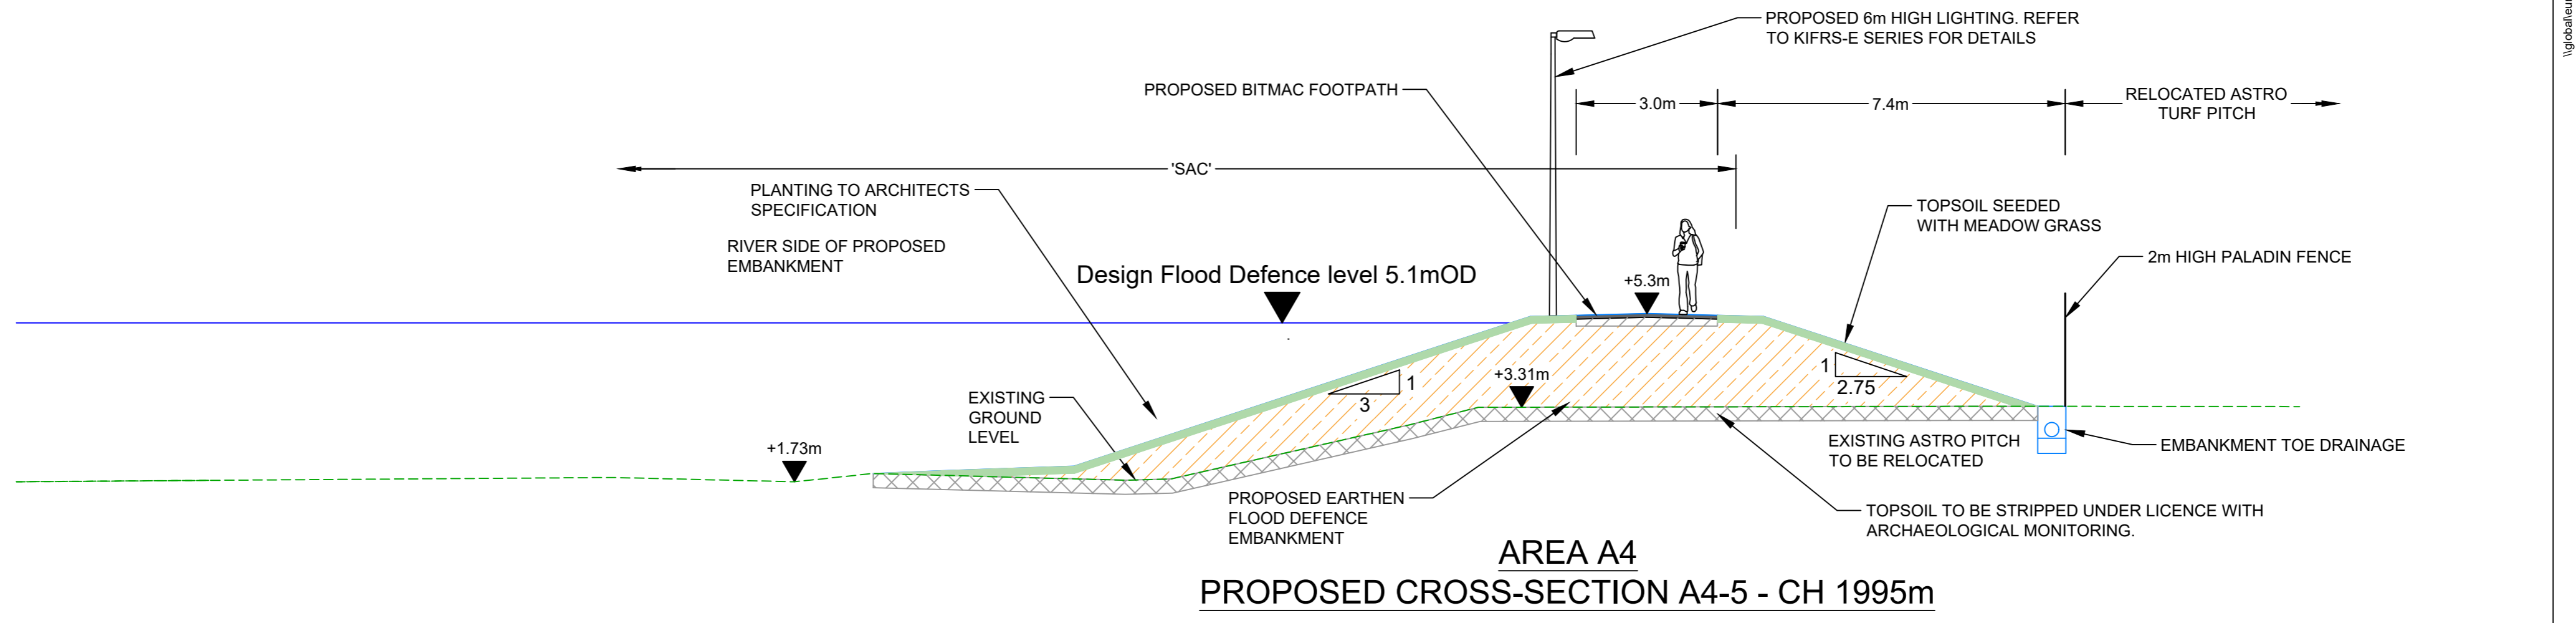 \\global\eur
PROPOSED 6m HIGH LIGHTING. REFER
TO KIFRS-E SERIES FOR DETAILS
PROPOSED BITMAC FOOTPATH
3.0m
7.4m
RELOCATED ASTRO
TURF PITCH
'SAC'
PLANTING TO ARCHITECTS
SPECIFICATION
TOPSOIL SEEDED
WITH MEADOW GRASS
RIVER SIDE OF PROPOSED
EMBANKMENT
2m HIGH PALADIN FENCE
Design Flood Defence level 5.1mOD
+5.3m
1
3
+3.31m
1
2.75
EXISTING
GROUND
LEVEL
+1.73m
EXISTING ASTRO PITCH
TO BE RELOCATED
EMBANKMENT TOE DRAINAGE
PROPOSED EARTHEN
FLOOD DEFENCE
EMBANKMENT
TOPSOIL TO BE STRIPPED UNDER LICENCE WITH
ARCHAEOLOGICAL MONITORING.
AREA A4
PROPOSED CROSS-SECTION A4-5 - CH 1995m